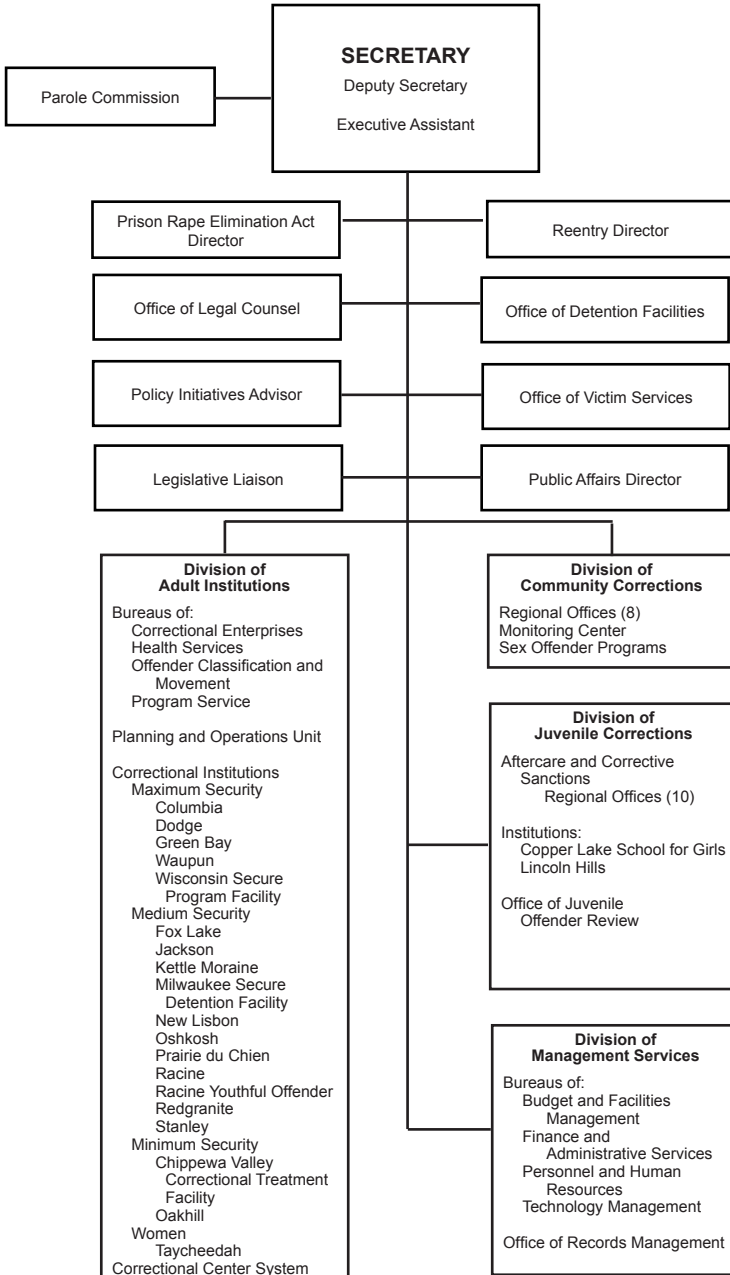 SECRETARY
Deputy Secretary
Executive Assistant
Parole Commission
Prison Rape Elimination Act
Director
Reentry Director
Office of Legal Counsel
Office of Detention Facilities
Policy Initiatives Advisor
Office of Victim Services
Legislative Liaison
Public Affairs Director
Division of
Adult Institutions
Bureaus of:
Correctional Enterprises
Health Services
Offender Classification and
Movement
Program Service
Planning and Operations Unit
Correctional Institutions
Maximum Security
Columbia
Dodge
Green Bay
Waupun
Wisconsin Secure
Program Facility
Medium Security
Fox Lake
Jackson
Kettle Moraine
Milwaukee Secure
Detention Facility
New Lisbon
Oshkosh
Prairie du Chien
Racine
Racine Youthful Offender
Redgranite
Stanley
Minimum Security
Chippewa Valley
Correctional Treatment
Facility
Oakhill
Women
Taycheedah
Correctional Center System
Division of
Community Corrections
Regional Offices (8)
Monitoring Center
Sex Offender Programs
Division of
Juvenile Corrections
Aftercare and Corrective
Sanctions
Regional Offices (10)
Institutions:
Copper Lake School for Girls
Lincoln Hills
Office of Juvenile
Offender Review
Division of
Management Services
Bureaus of:
Budget and Facilities
Management
Finance and
Administrative Services
Personnel and Human
Resources
Technology Management
Office of Records Management